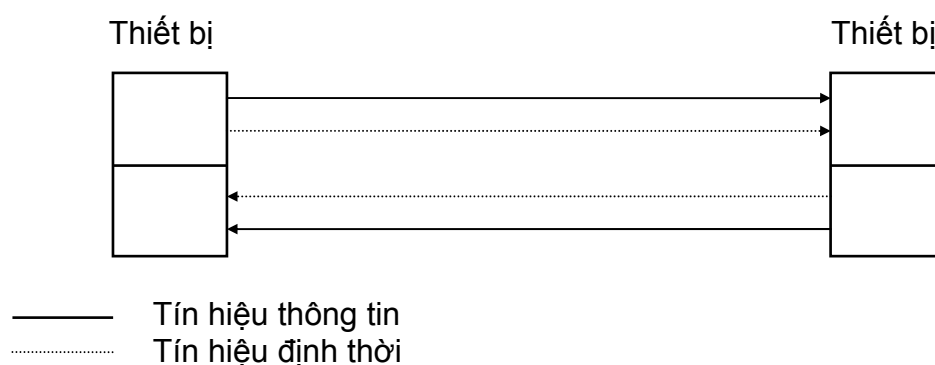 Thiết bị Thiết bị
Tín hiệu thông tin
Tín hiệu định thời